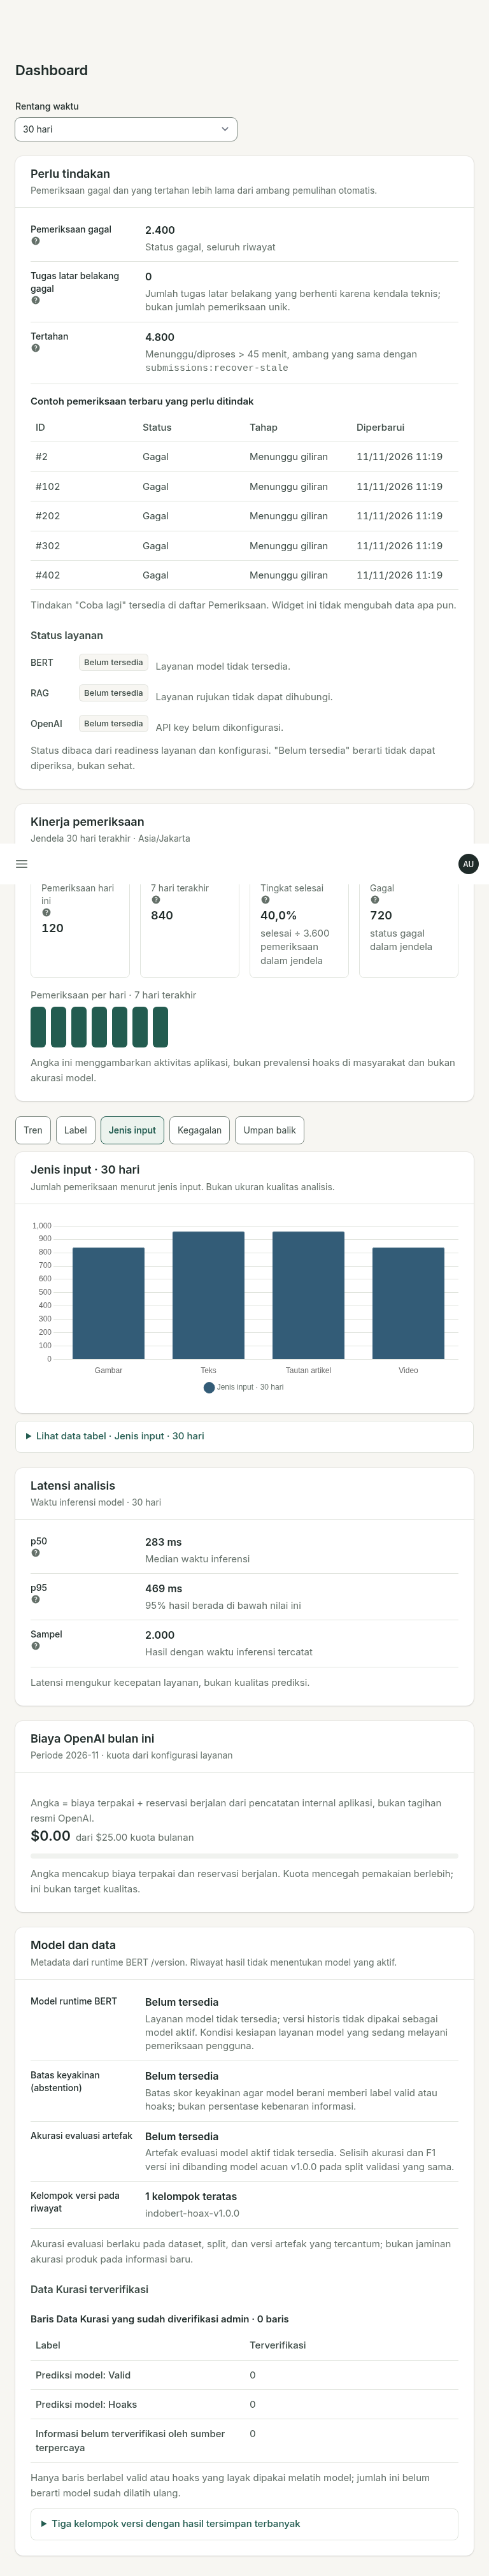 Dashboard
Rentang waktu
30 hari
Perlu tindakan
Pemeriksaan gagal dan yang tertahan lebih lama dari ambang pemulihan otomatis.
Pemeriksaan gagal
?
2.400
Status gagal, seluruh riwayat
Tugas latar belakang
gagal
?
0
Jumlah tugas latar belakang yang berhenti karena kendala teknis;
bukan jumlah pemeriksaan unik.
Tertahan
?
4.800
Menunggu/diproses > 45 menit, ambang yang sama dengan
submissions:recover-stale
Contoh pemeriksaan terbaru yang perlu ditindak
ID Status Tahap Diperbarui
#2 Gagal Menunggu giliran 11/11/2026 11:19
#102 Gagal Menunggu giliran 11/11/2026 11:19
#202 Gagal Menunggu giliran 11/11/2026 11:19
#302 Gagal Menunggu giliran 11/11/2026 11:19
#402 Gagal Menunggu giliran 11/11/2026 11:19
Tindakan "Coba lagi" tersedia di daftar Pemeriksaan. Widget ini tidak mengubah data apa pun.
Status layanan
BERT Belum tersedia Layanan model tidak tersedia.
RAG Belum tersedia Layanan rujukan tidak dapat dihubungi.
OpenAI Belum tersedia API key belum dikonfigurasi.
Status dibaca dari readiness layanan dan konfigurasi. "Belum tersedia" berarti tidak dapat
diperiksa, bukan sehat.
Kinerja pemeriksaan
Jendela 30 hari terakhir · Asia/Jakarta
AU
Pemeriksaan hari
ini
?
120
7 hari terakhir
?
840
Tingkat selesai
?
40,0%
selesai ÷ 3.600
pemeriksaan
dalam jendela
Gagal
?
720
status gagal
dalam jendela
Pemeriksaan per hari · 7 hari terakhir
Angka ini menggambarkan aktivitas aplikasi, bukan prevalensi hoaks di masyarakat dan bukan
akurasi model.
Tren Label Jenis input Kegagalan Umpan balik
Jenis input · 30 hari
Jumlah pemeriksaan menurut jenis input. Bukan ukuran kualitas analisis.
1,000
900
800
700
600
500
400
300
200
100
0
Gambar Teks Tautan artikel Video
Jenis input · 30 hari
Lihat data tabel · Jenis input · 30 hari
Latensi analisis
Waktu inferensi model · 30 hari
p50
?
283 ms
Median waktu inferensi
p95
?
469 ms
95% hasil berada di bawah nilai ini
Sampel
?
2.000
Hasil dengan waktu inferensi tercatat
Latensi mengukur kecepatan layanan, bukan kualitas prediksi.
Biaya OpenAI bulan ini
Periode 2026-11 · kuota dari konfigurasi layanan
Angka = biaya terpakai + reservasi berjalan dari pencatatan internal aplikasi, bukan tagihan
resmi OpenAI.
$0.00 dari $25.00 kuota bulanan
Angka mencakup biaya terpakai dan reservasi berjalan. Kuota mencegah pemakaian berlebih;
ini bukan target kualitas.
Model dan data
Metadata dari runtime BERT /version. Riwayat hasil tidak menentukan model yang aktif.
Model runtime BERT
Belum tersedia
Layanan model tidak tersedia; versi historis tidak dipakai sebagai
model aktif. Kondisi kesiapan layanan model yang sedang melayani
pemeriksaan pengguna.
Batas keyakinan
(abstention)
Belum tersedia
Batas skor keyakinan agar model berani memberi label valid atau
hoaks; bukan persentase kebenaran informasi.
Akurasi evaluasi artefak
Belum tersedia
Artefak evaluasi model aktif tidak tersedia. Selisih akurasi dan F1
versi ini dibanding model acuan v1.0.0 pada split validasi yang sama.
Kelompok versi pada
riwayat
1 kelompok teratas
indobert-hoax-v1.0.0
Akurasi evaluasi berlaku pada dataset, split, dan versi artefak yang tercantum; bukan jaminan
akurasi produk pada informasi baru.
Data Kurasi terverifikasi
Baris Data Kurasi yang sudah diverifikasi admin · 0 baris
Label Terverifikasi
Prediksi model: Valid 0
Prediksi model: Hoaks 0
Informasi belum terverifikasi oleh sumber
terpercaya
0
Hanya baris berlabel valid atau hoaks yang layak dipakai melatih model; jumlah ini belum
berarti model sudah dilatih ulang.
Tiga kelompok versi dengan hasil tersimpan terbanyak